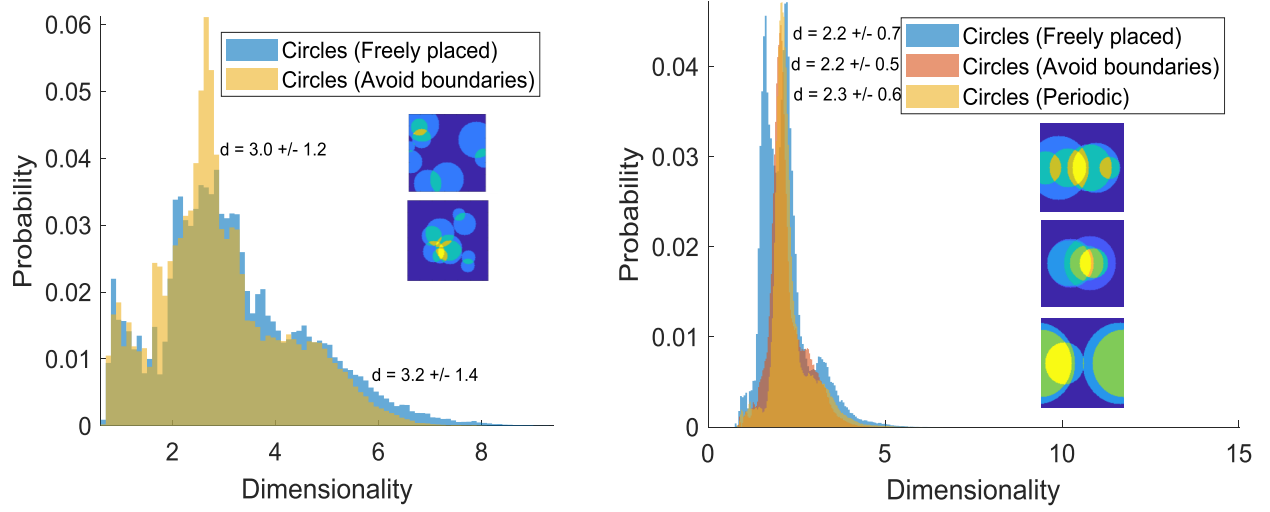 0.06
0.05
0.04
0.03
0.02
0.01
0
2
4
6
8
Probability
Dimensionality
Circles (Freely placed)
Circles (Avoid boundaries)
d = 3.0 +/- 1.2
d = 3.2 +/- 1.4
0.04
0.03
0.02
0.01
0
0
5
10
15
Probability
Dimensionality
d = 2.2 +/- 0.7
d = 2.2 +/- 0.5
d = 2.3 +/- 0.6
Circles (Freely placed)
Circles (Avoid boundaries)
Circles (Periodic)